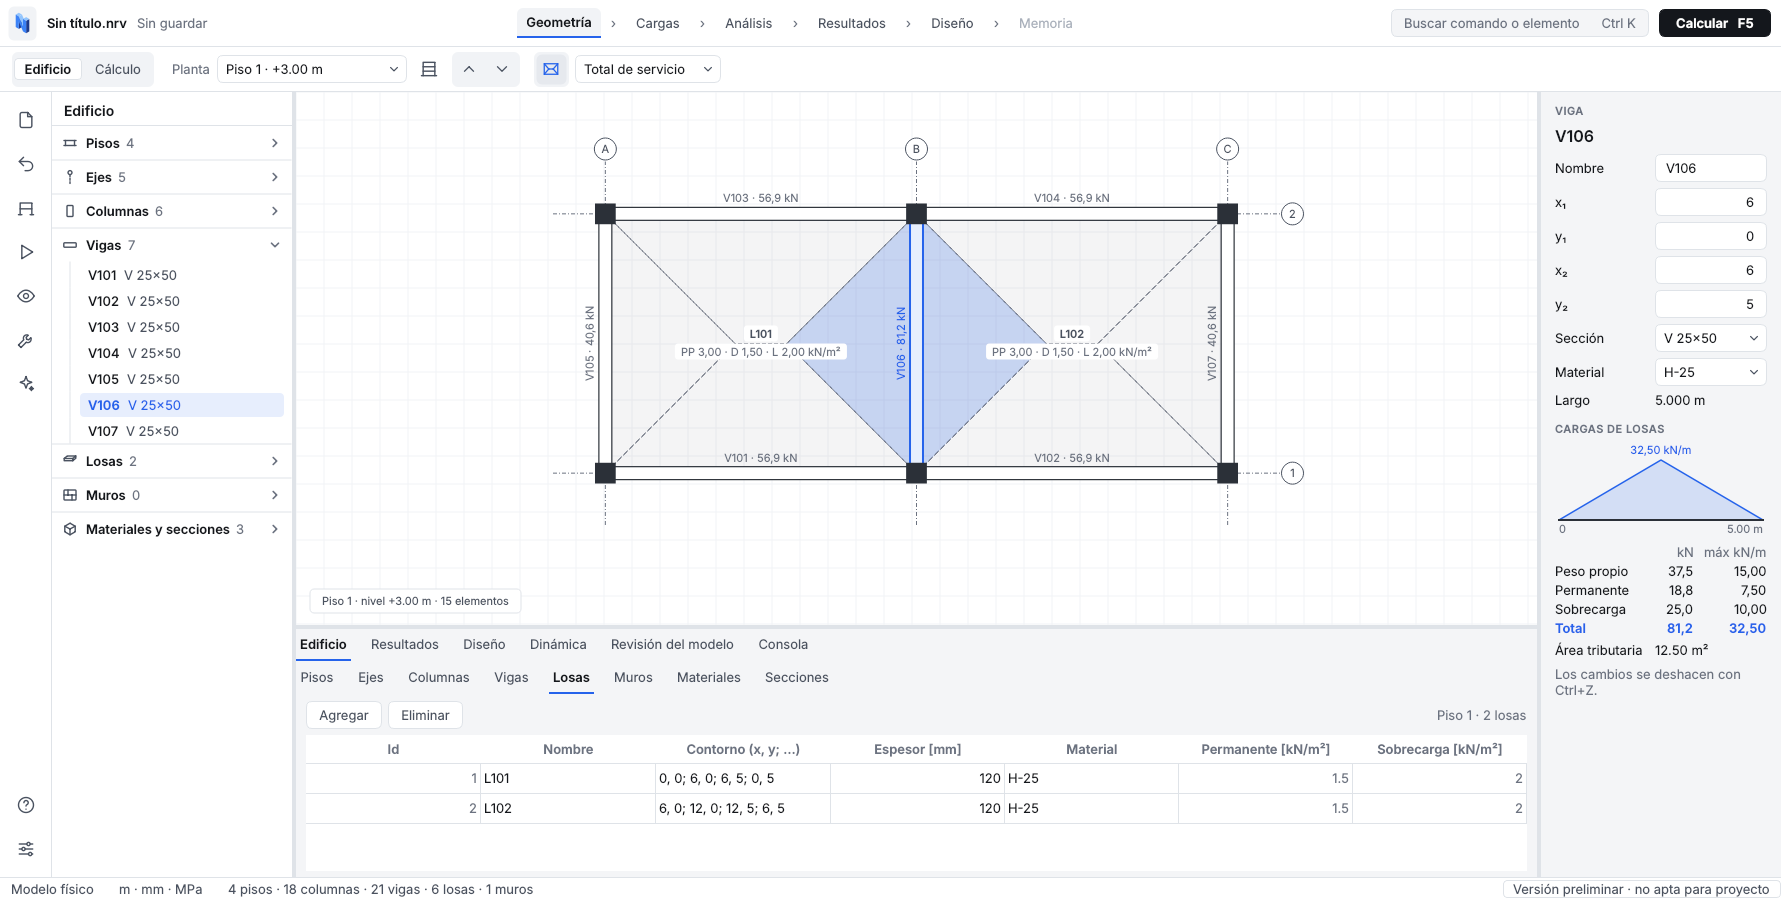 Sin título.nrv Sin guardar
Geometría › Cargas › Análisis › Resultados › Diseño › Memoria
Buscar comando o elemento Ctrl K
Calcular F5
Edificio Cálculo Planta Piso 1 · +3.00 m Total de servicio
Edificio
Pisos 4
Ejes 5
Columnas 6
Vigas 7
V101 V 25×50
V102 V 25×50
V103 V 25×50
V104 V 25×50
V105 V 25×50
V106 V 25×50
V107 V 25×50
Losas 2
Muros 0
Materiales y secciones 3
A B C
V103 · 56,9 kN V104 · 56,9 kN
2
V105 · 40,6 kN
L101
PP 3,00 · D 1,50 · L 2,00 kN/m²
V106 · 81,2 kN
L102
PP 3,00 · D 1,50 · L 2,00 kN/m²
V107 · 40,6 kN
V101 · 56,9 kN V102 · 56,9 kN
1
Piso 1 · nivel +3.00 m · 15 elementos
Edificio Resultados Diseño Dinámica Revisión del modelo Consola
Pisos Ejes Columnas Vigas Losas Muros Materiales Secciones
Agregar Eliminar Piso 1 · 2 losas
Id Nombre Contorno (x, y; ...) Espesor [mm] Material Permanente [kN/m²] Sobrecarga [kN/m²]
1 L101 0, 0; 6, 0; 6, 5; 0, 5 120 H-25 1.5 2
2 L102 6, 0; 12, 0; 12, 5; 6, 5 120 H-25 1.5 2
VIGA
V106
Nombre V106
x₁ 6
y₁ 0
x₂ 6
y₂ 5
Sección V 25×50
Material H-25
Largo 5.000 m
CARGAS DE LOSAS
32,50 kN/m
0 5.00 m
kN máx kN/m
Peso propio 37,5 15,00
Permanente 18,8 7,50
Sobrecarga 25,0 10,00
Total 81,2 32,50
Área tributaria 12.50 m²
Los cambios se deshacen con
Ctrl+Z.
Modelo físico m · mm · MPa 4 pisos · 18 columnas · 21 vigas · 6 losas · 1 muros
Versión preliminar · no apta para proyecto